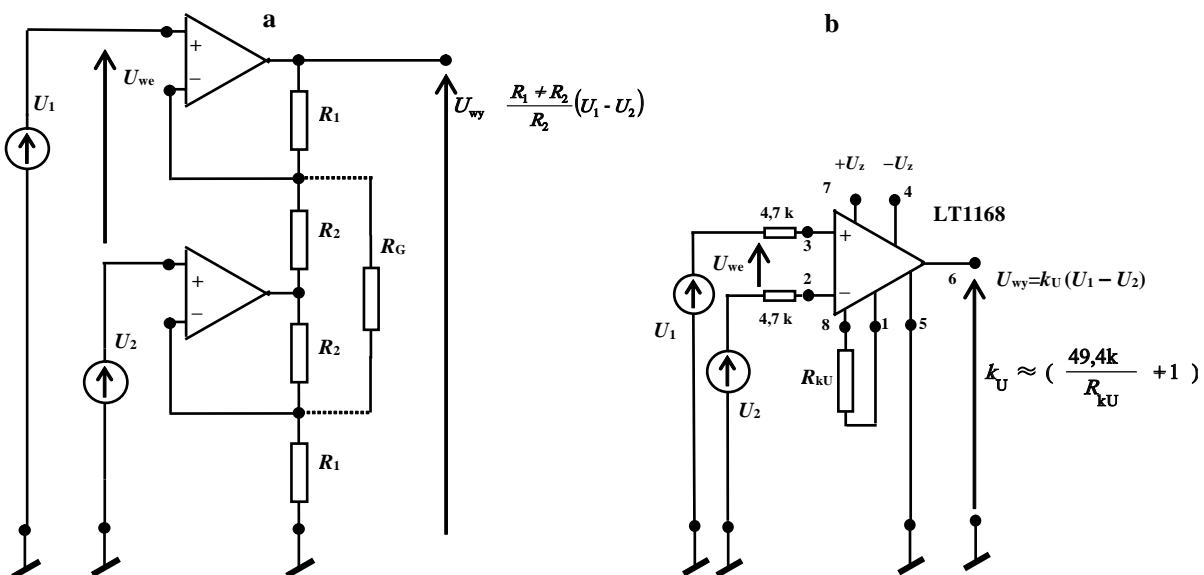 a
U1
Uwe
+
−
R1
Uwy (R1 + R2)/R2 (U1 - U2)
R2
RG
+
−
U2
R2
R1
b
+Uz −Uz
7 4
LT1168
4,7 k
3
+
Uwe
2
−
4,7 k
6
Uwy=kU (U1 − U2)
U1
8 1 5
RkU
U2
kU ≈ ( 49,4k/RkU +1 )